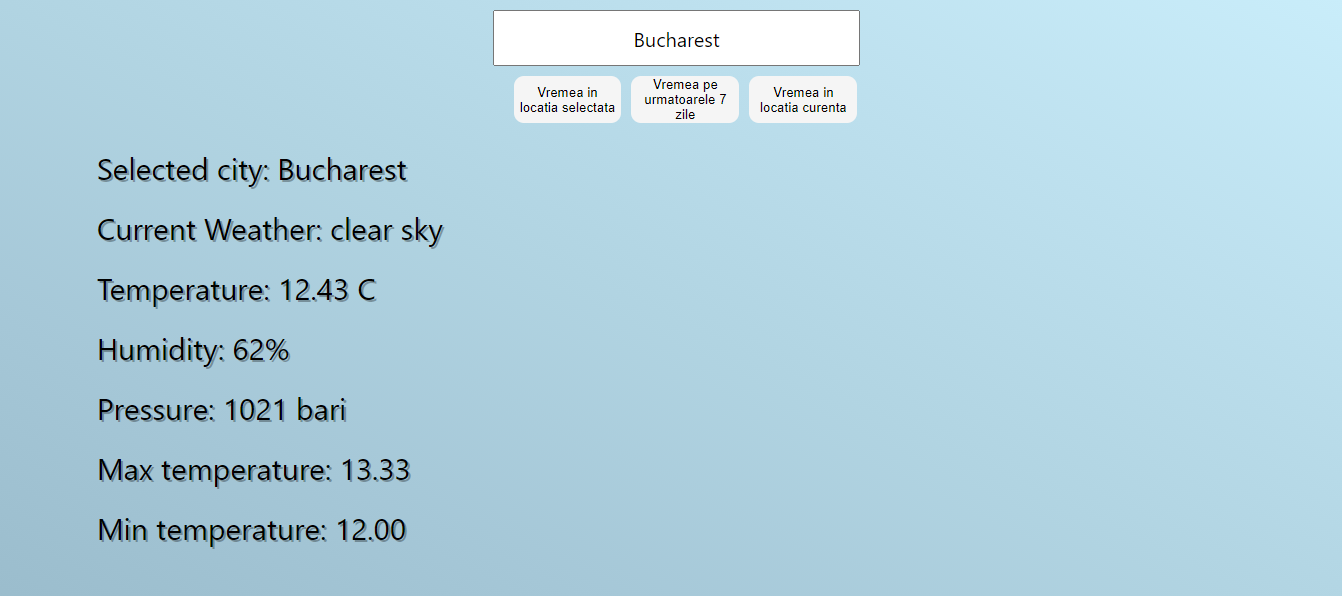 Bucharest
Vremea in
locatia selectata
Vremea pe
urmatoarele 7
zile
Vremea in
locatia curenta
Selected city: Bucharest
Current Weather: clear sky
Temperature: 12.43 C
Humidity: 62%
Pressure: 1021 bari
Max temperature: 13.33
Min temperature: 12.00